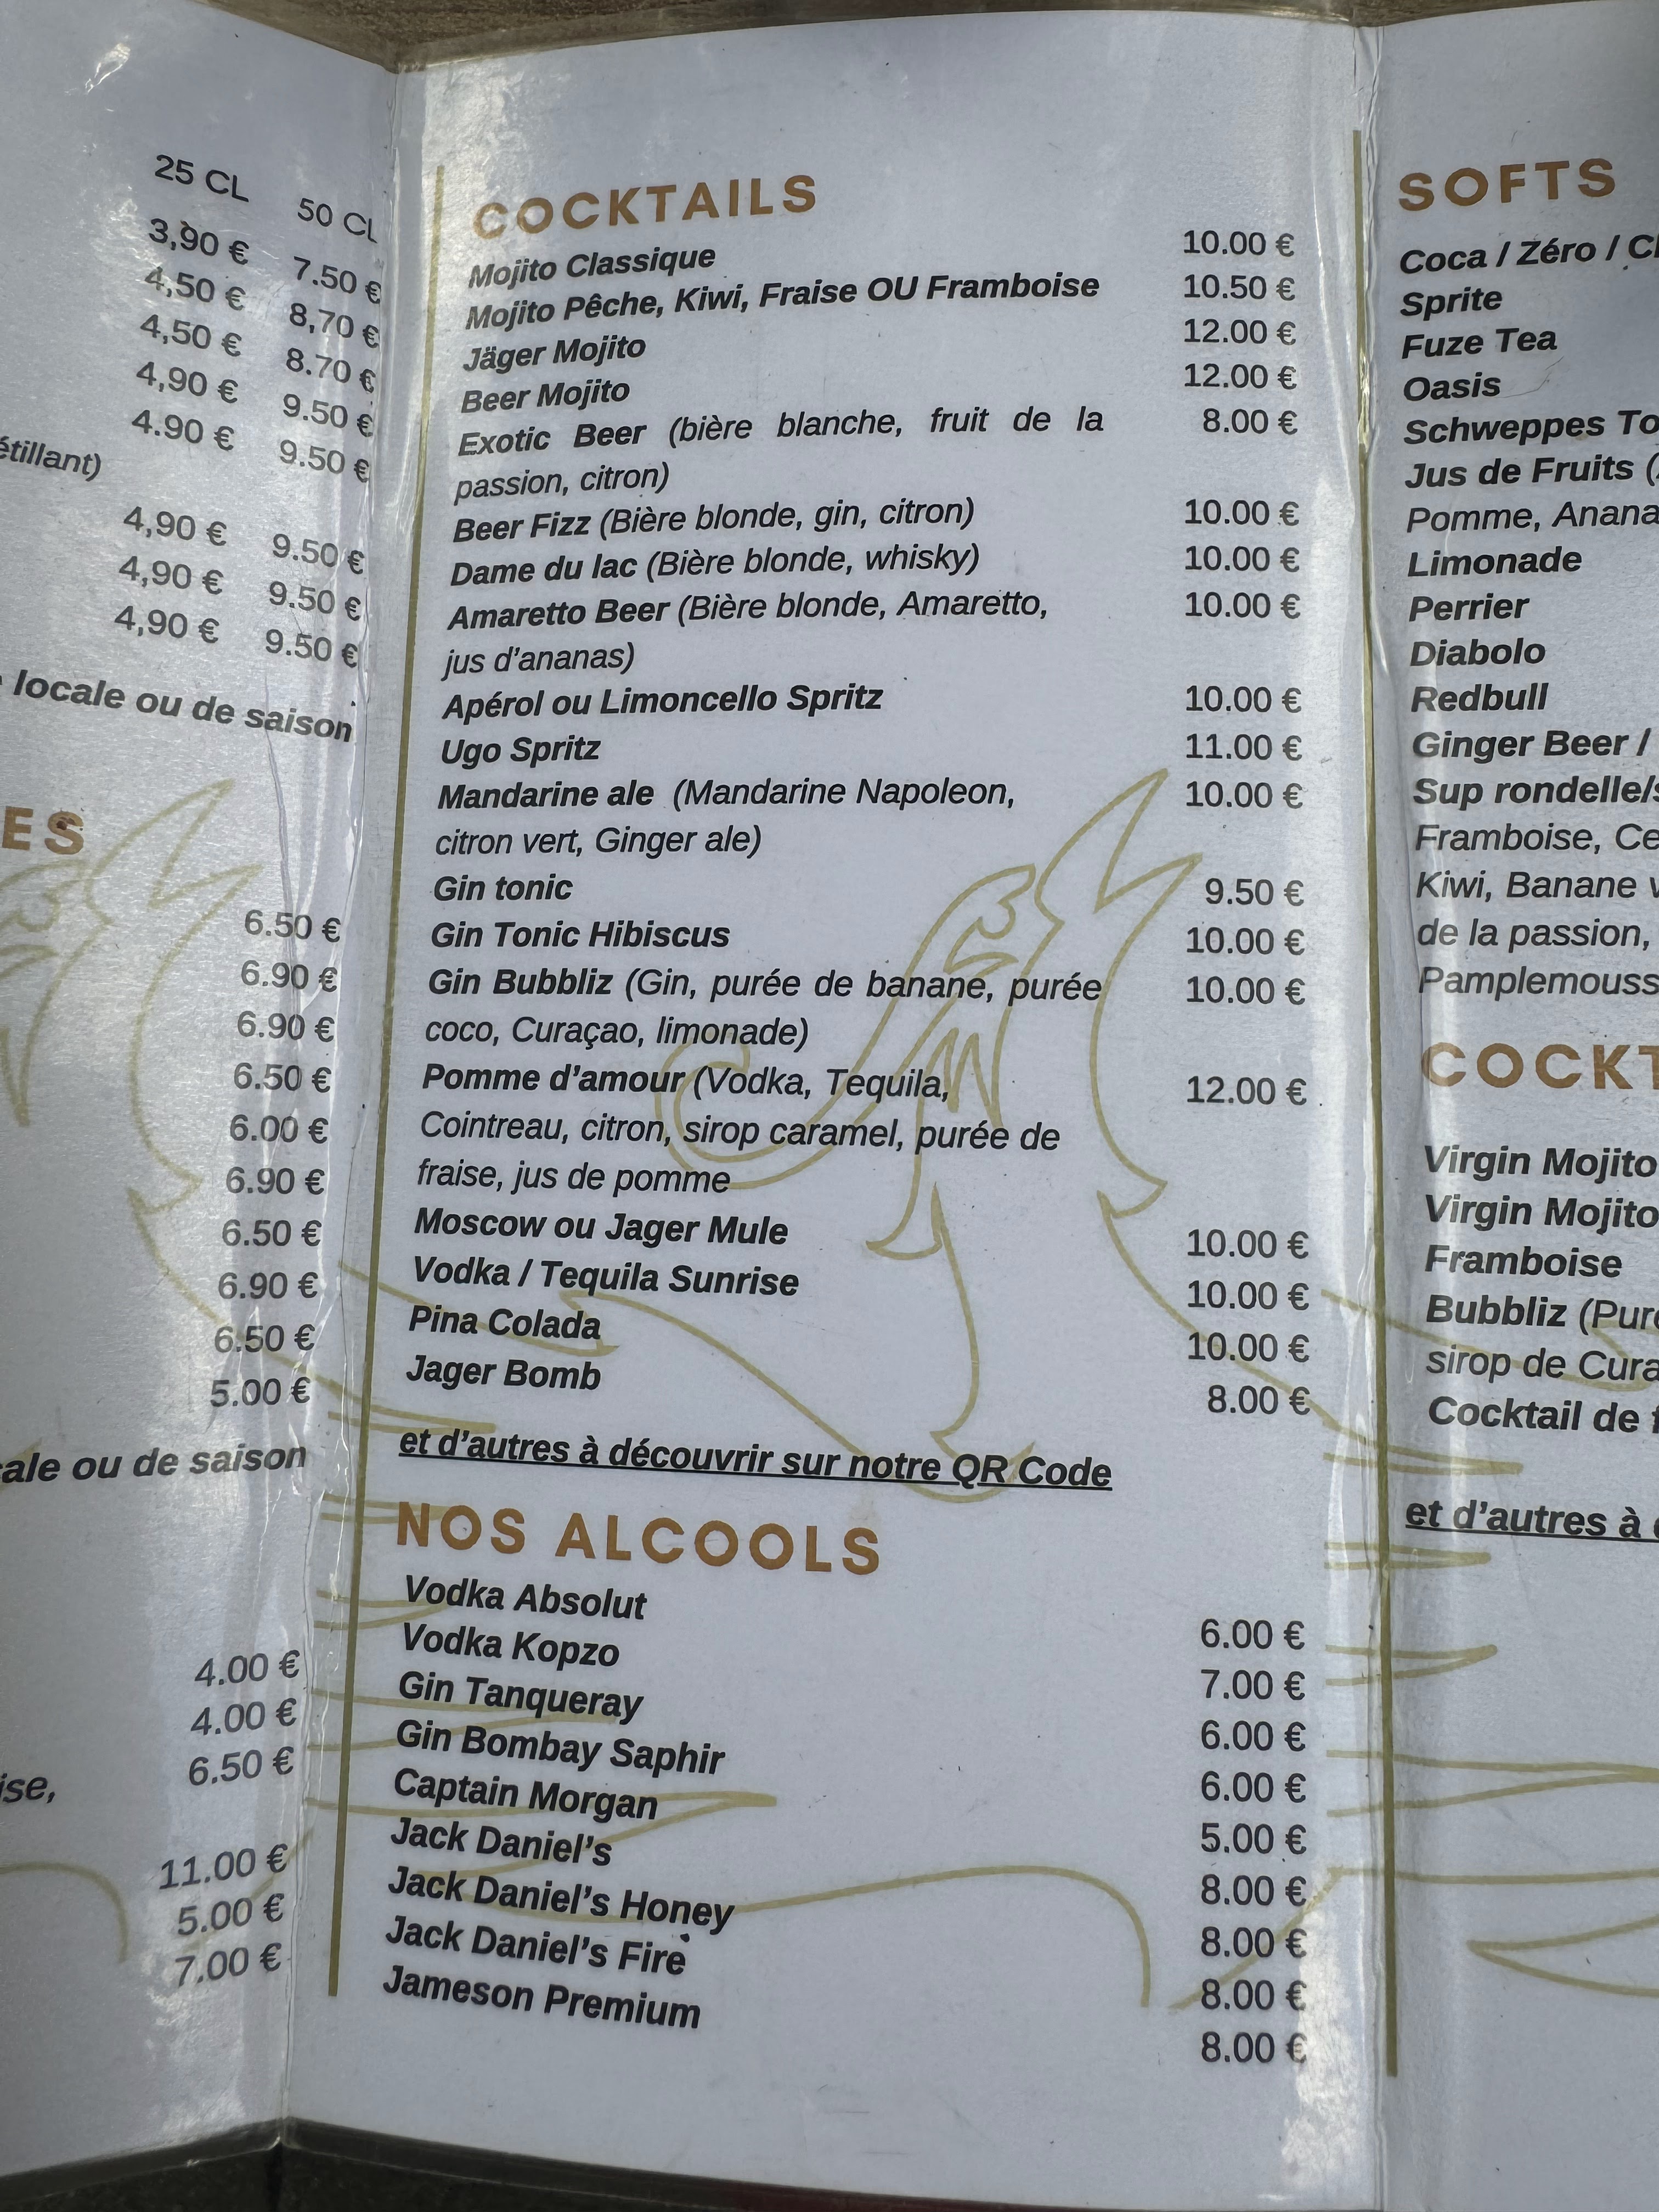 25 CL 50 CL
3,90 € 7.50 €
4,50 € 8,70 €
4,50 € 8.70 €
4,90 € 9.50 €
4.90 € 9.50 €
4,90 € 9.50 €
4,90 € 9.50 €
4,90 € 9.50 €
locale ou de saison
6.50 €
6.90 €
6.90 €
6.50 €
6.00 €
6.90 €
6.50 €
6.90 €
6.50 €
5.00 €
ou de saison
4.00 €
4.00 €
6.50 €
11.00 €
5.00 €
7.00 €
COCKTAILS
Mojito Classique 10.00 €
Mojito Pêche, Kiwi, Fraise OU Framboise 10.50 €
Jäger Mojito 12.00 €
Beer Mojito 12.00 €
Exotic Beer (bière blanche, fruit de la 8.00 €
passion, citron)
Beer Fizz (Bière blonde, gin, citron) 10.00 €
Dame du lac (Bière blonde, whisky) 10.00 €
Amaretto Beer (Bière blonde, Amaretto, 10.00 €
jus d'ananas)
Apérol ou Limoncello Spritz 10.00 €
Ugo Spritz 11.00 €
Mandarine ale (Mandarine Napoleon, 10.00 €
citron vert, Ginger ale)
Gin tonic 9.50 €
Gin Tonic Hibiscus 10.00 €
Gin Bubbliz (Gin, purée de banane, purée 10.00 €
coco, Curaçao, limonade)
Pomme d'amour (Vodka, Tequila, 12.00 €
Cointreau, citron, sirop caramel, purée de
fraise, jus de pomme
Moscow ou Jager Mule 10.00 €
Vodka / Tequila Sunrise 10.00 €
Pina Colada 10.00 €
Jager Bomb 8.00 €
et d'autres à découvrir sur notre QR Code
NOS ALCOOLS
Vodka Absolut 6.00 €
Vodka Kopzo 7.00 €
Gin Tanqueray 6.00 €
Gin Bombay Saphir 6.00 €
Captain Morgan 5.00 €
Jack Daniel's 8.00 €
Jack Daniel's Honey 8.00 €
Jack Daniel's Fire 8.00 €
Jameson Premium 8.00 €
SOFTS
Coca / Zéro /
Sprite
Fuze Tea
Oasis
Schweppes
Jus de Fruits
Pomme,
Limonade
Perrier
Diabolo
Redbull
Ginger Beer /
Sup
Framboise,
Kiwi, Banane
de la passion,
Virgin Mojito
Virgin Mojito
Framboise
Bubbliz
sirop de
Cocktail de
et d'autres à